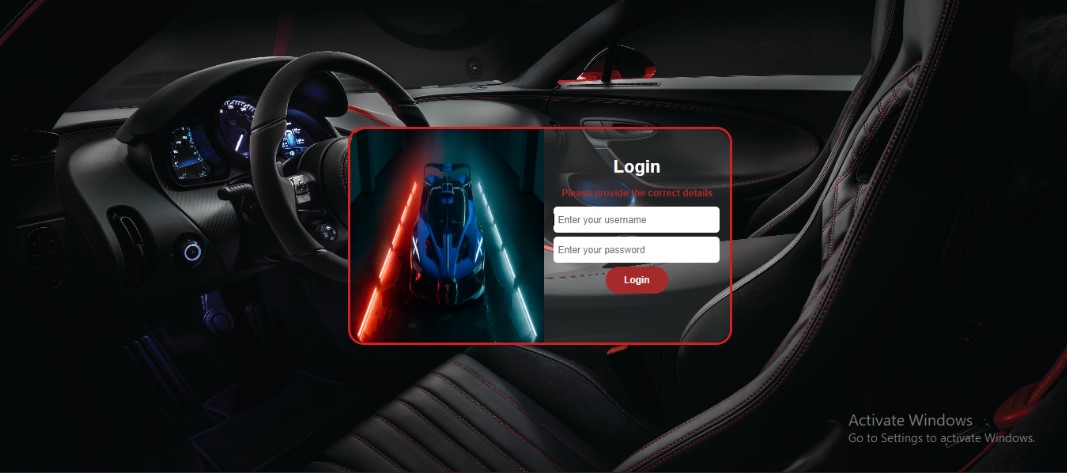 Login
Please provide the correct details
Enter your username
Enter your password
Login
Activate Windows
Go to Settings to activate Windows.